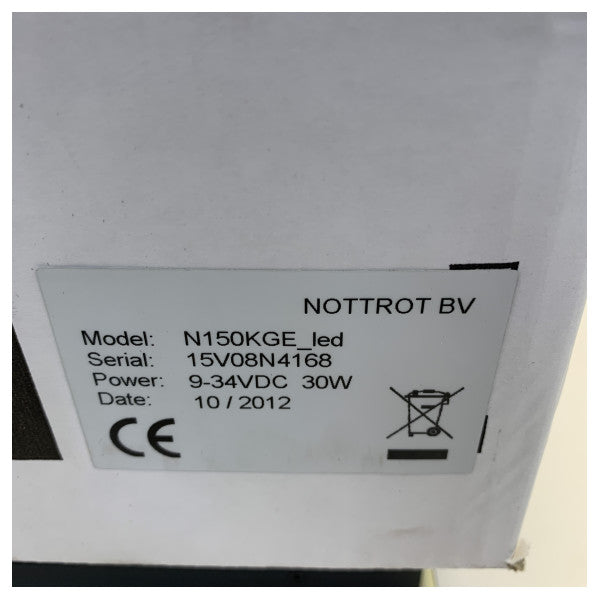 NOTTROT BV
Model: N150KGE_led
Serial: 15V08N4168
Power: 9-34VDC 30W
Date: 10 / 2012
CE